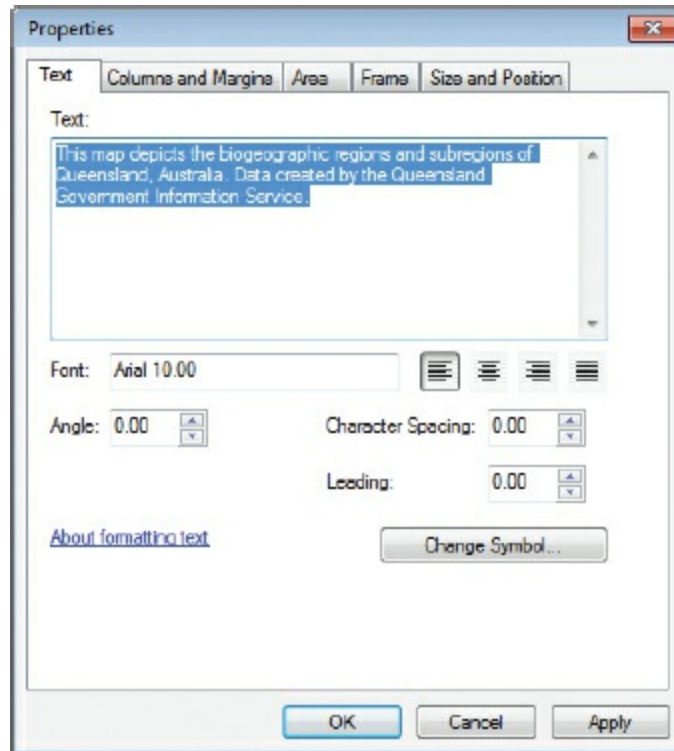 Properties
Text Columns and Margins Area Frame Size and Position
Text:
This map depicts the biogeographic regions and subregions of
Queensland, Australia. Data created by the Queensland
Government Information Service.
Font: Arial 10.00
Angle: 0.00 Character Spacing: 0.00
Leading: 0.00
About formatting text Change Symbol...
OK Cancel Apply